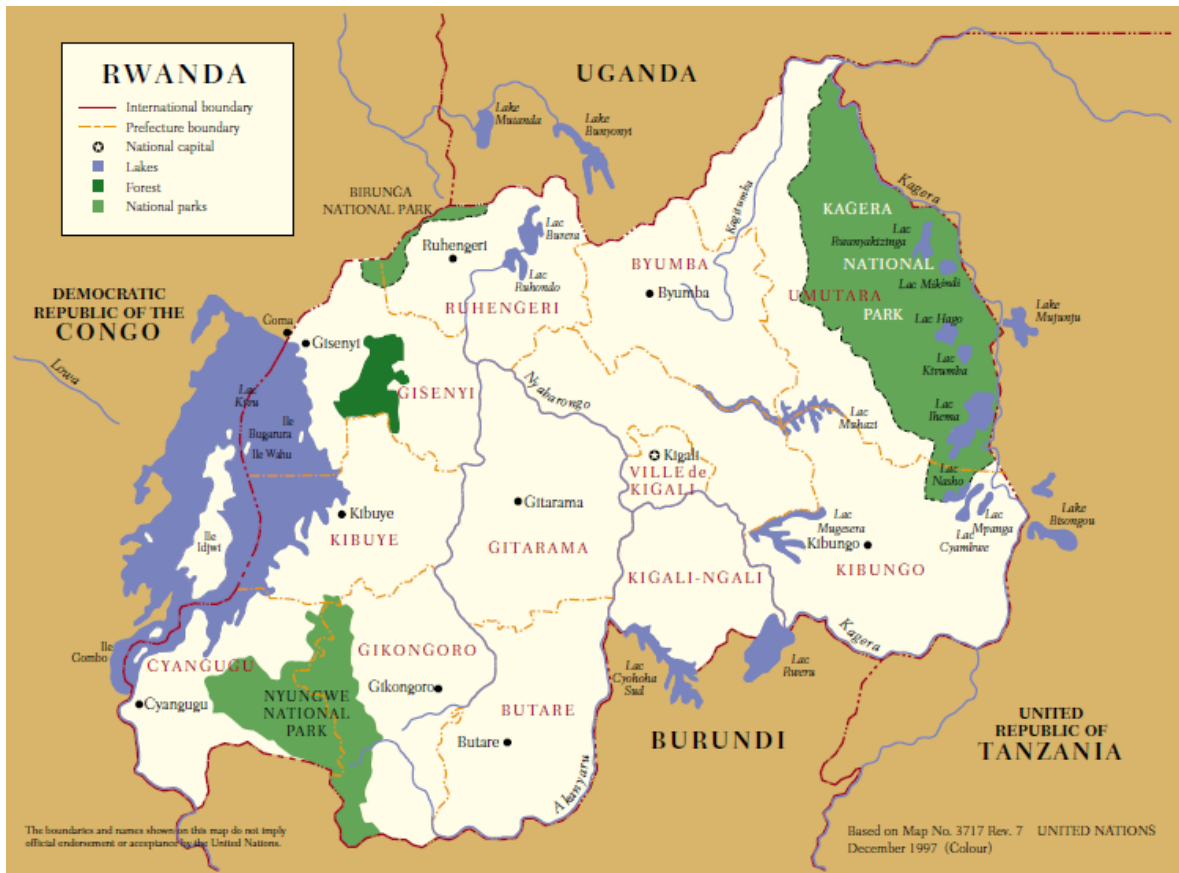 RWANDA
International boundary
Prefecture boundary
National capital
Lakes
Forest
National parks
UGANDA
Lake
Mutanda
Lake
Bunyonyi
BIRUNGA
NATIONAL PARK
Ruhengeri
Lac
Burera
Lac
Ruhondo
RUHENGERI
BYUMBA
Byumba
Kagitumba
Kagera
KAGERA
Lac
Rwanyakizinga
NATIONAL
Lac Mikindi
UMUTARA
PARK
Lac Hago
Lac
Kivumba
Lac
Ihema
Lake
Mujunju
DEMOCRATIC
REPUBLIC OF THE
CONGO
Lowa
Goma
Gisenyi
GISENYI
Lac
Kivu
Ile
Bugarura
Ile Wahu
Nyabarongo
Lac
Muhazi
Kigali
VILLE de
KIGALI
Lac
Nasho
Lac
Mpanga
Lac
Cyambwe
Lake
Bisongou
Kibuye
KIBUYE
Ile
Idjwi
Gitarama
GITARAMA
Lac
Mugesera
Kibungo
KIBUNGO
KIGALI-NGALI
Kagera
Ile
Gombo
CYANGUGU
Cyangugu
NYUNGWE
NATIONAL
PARK
GIKONGORO
Gikongoro
BUTARE
Butare
Akanyaru
Lac
Cyohoha
Sud
Lac
Rweru
BURUNDI
UNITED
REPUBLIC OF
TANZANIA
The boundaries and names shown on this map do not imply
official endorsement or acceptance by the United Nations.
Based on Map No. 3717 Rev. 7 UNITED NATIONS
December 1997 (Colour)